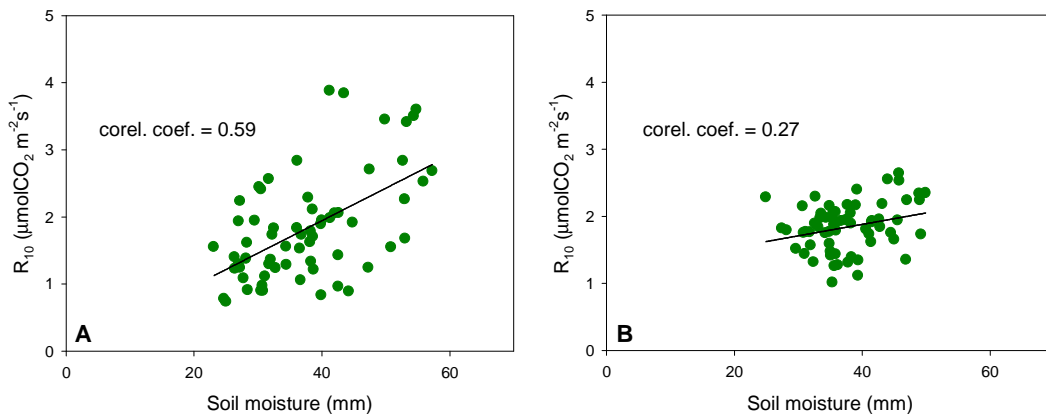 5
4
3
2
1
0
R10 (µmolCO2 m-2s-1)
corel. coef. = 0.59
A
0
20
40
60
Soil moisture (mm)
5
4
3
2
1
0
R10 (µmolCO2 m-2s-1)
corel. coef. = 0.27
B
0
20
40
60
Soil moisture (mm)